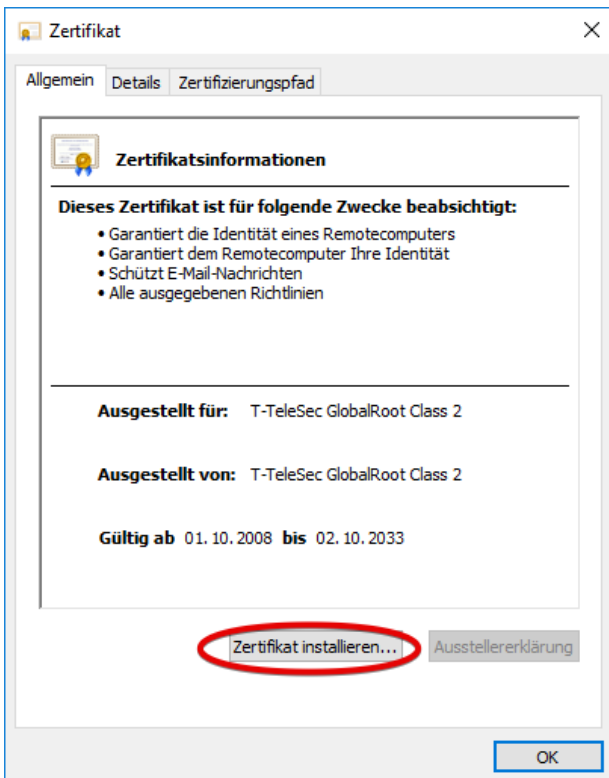 Zertifikat
Allgemein Details Zertifizierungspfad
Zertifikatsinformationen
Dieses Zertifikat ist für folgende Zwecke beabsichtigt:
• Garantiert die Identität eines Remotecomputers
• Garantiert dem Remotecomputer Ihre Identität
• Schützt E-Mail-Nachrichten
• Alle ausgegebenen Richtlinien
Ausgestellt für: T-TeleSec GlobalRoot Class 2
Ausgestellt von: T-TeleSec GlobalRoot Class 2
Gültig ab 01.10.2008 bis 02.10.2033
Zertifikat installieren... Ausstellererklärung
OK